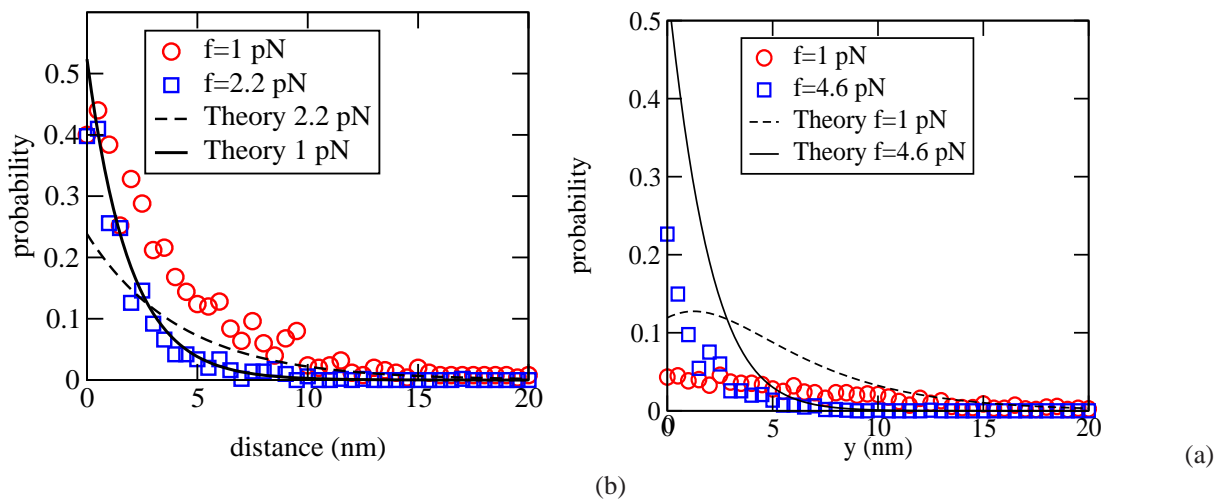 f=1 pN
f=2.2 pN
Theory 2.2 pN
Theory 1 pN
probability
0.5
0.4
0.3
0.2
0.1
0
0 5 10 15 20
distance (nm)
(b)
f=1 pN
f=4.6 pN
Theory f=1 pN
Theory f=4.6 pN
probability
0.5
0.4
0.3
0.2
0.1
0
0 5 10 15 20
y (nm)
(a)